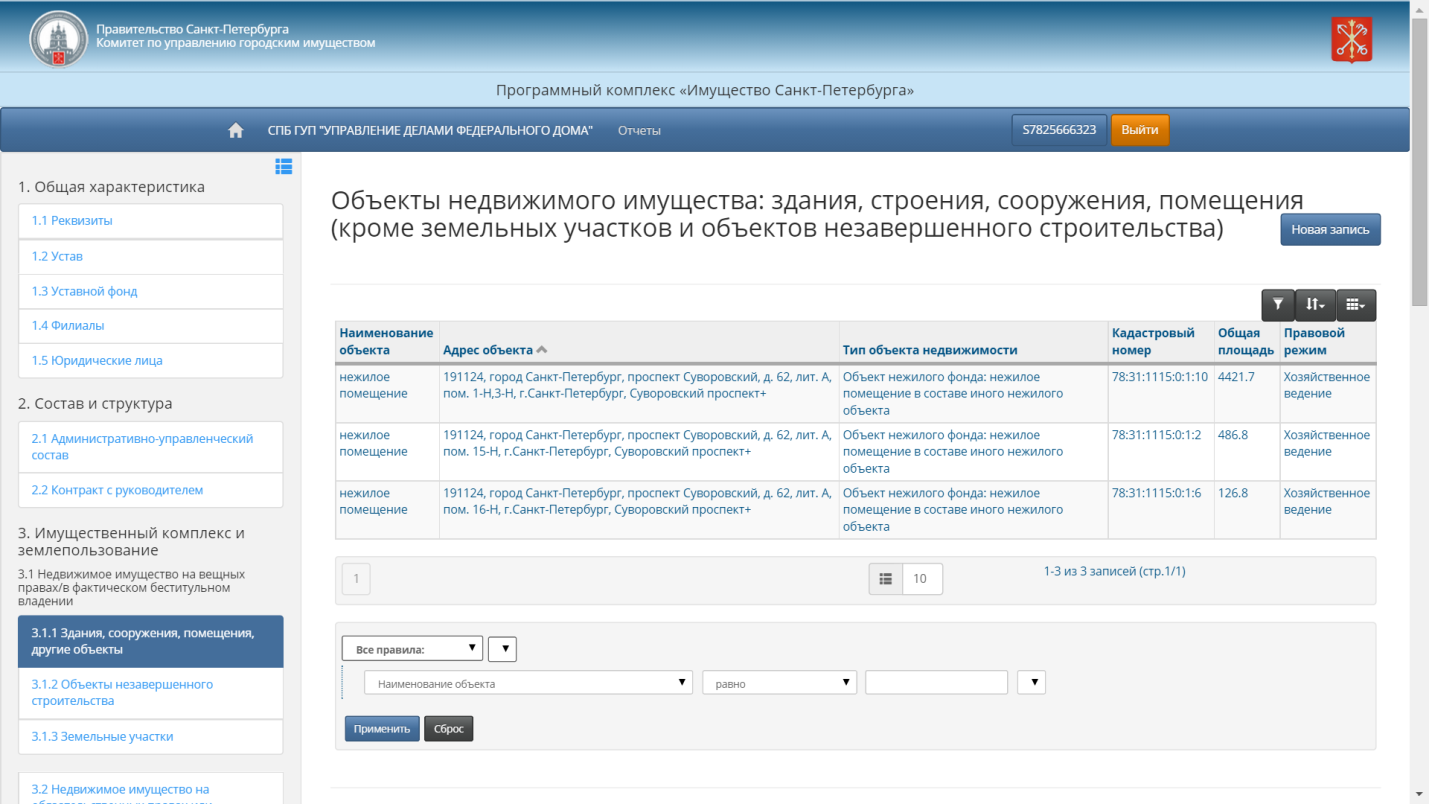 Правительство Санкт-Петербурга
Комитет по управлению городским имуществом
Программный комплекс «Имущество Санкт-Петербурга»
СПБ ГУП "УПРАВЛЕНИЕ ДЕЛАМИ ФЕДЕРАЛЬНОГО ДОМА" Отчеты S7825666323 Выйти
1. Общая характеристика
1.1 Реквизиты
1.2 Устав
1.3 Уставной фонд
1.4 Филиалы
1.5 Юридические лица
2. Состав и структура
2.1 Административно-управленческий
состав
2.2 Контракт с руководителем
3. Имущественный комплекс и
землепользование
3.1 Недвижимое имущество на вещных
правах/в фактическом беститульном
владении
3.1.1 Здания, сооружения, помещения,
другие объекты
3.1.2 Объекты незавершенного
строительства
3.1.3 Земельные участки
3.2 Недвижимое имущество на
Объекты недвижимого имущества: здания, строения, сооружения, помещения
(кроме земельных участков и объектов незавершенного строительства)
Новая запись
Наименование Кадастровый Общая Правовой
объекта Адрес объекта Тип объекта недвижимости номер площадь режим
нежилое 191124, город Санкт-Петербург, проспект Суворовский, д. 62, лит. А, Объект нежилого фонда: нежилое 78:31:1115:0:1:10 4421.7 Хозяйственное
помещение пом. 1-Н,3-Н, г.Санкт-Петербург, Суворовский проспект+ помещение в составе иного нежилого ведение
объекта
нежилое 191124, город Санкт-Петербург, проспект Суворовский, д. 62, лит. А, Объект нежилого фонда: нежилое 78:31:1115:0:1:2 486.8 Хозяйственное
помещение пом. 15-Н, г.Санкт-Петербург, Суворовский проспект+ помещение в составе иного нежилого ведение
объекта
нежилое 191124, город Санкт-Петербург, проспект Суворовский, д. 62, лит. А, Объект нежилого фонда: нежилое 78:31:1115:0:1:6 126.8 Хозяйственное
помещение пом. 16-Н, г.Санкт-Петербург, Суворовский проспект+ помещение в составе иного нежилого ведение
объекта
1 10 1-3 из 3 записей (стр.1/1)
Все правила:
Наименование объекта равно
Применить Сброс